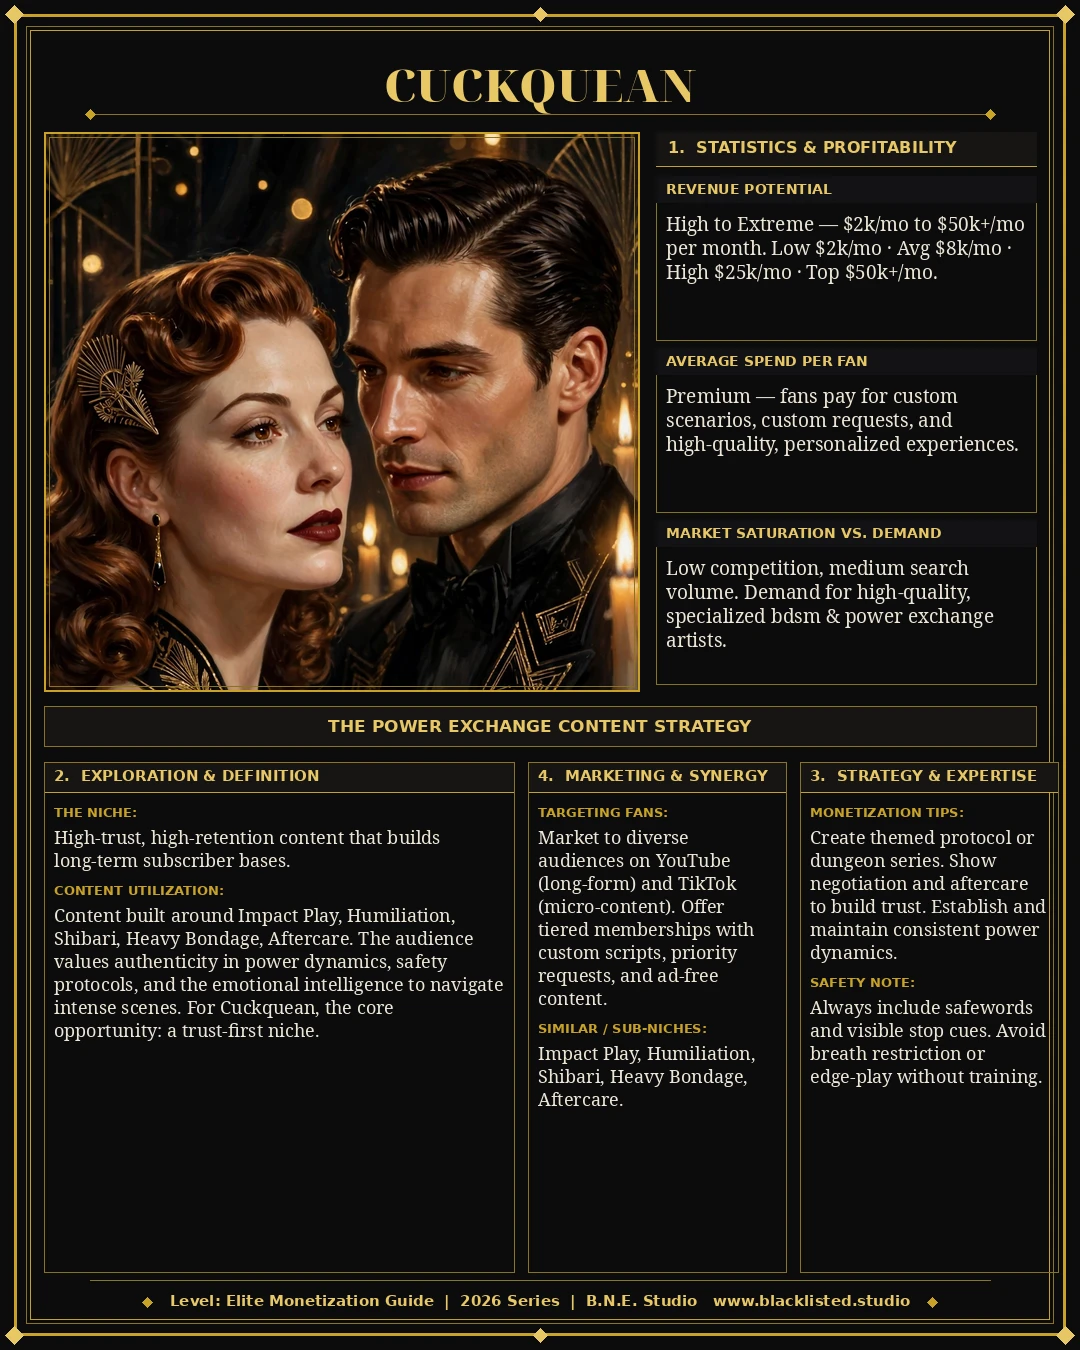 CUCKQUEAN
1. STATISTICS & PROFITABILITY
REVENUE POTENTIAL
High to Extreme — $2k/mo to $50k+/mo
per month. Low $2k/mo · Avg $8k/mo ·
High $25k/mo · Top $50k+/mo.
AVERAGE SPEND PER FAN
Premium — fans pay for custom
scenarios, custom requests, and
high-quality, personalized experiences.
MARKET SATURATION VS. DEMAND
Low competition, medium search
volume. Demand for high-quality,
specialized bdsm & power exchange
artists.
THE POWER EXCHANGE CONTENT STRATEGY
2. EXPLORATION & DEFINITION
THE NICHE:
High-trust, high-retention content that builds
long-term subscriber bases.
CONTENT UTILIZATION:
Content built around Impact Play, Humiliation,
Shibari, Heavy Bondage, Aftercare. The audience
values authenticity in power dynamics, safety
protocols, and the emotional intelligence to navigate
intense scenes. For Cuckquean, the core
opportunity: a trust-first niche.
4. MARKETING & SYNERGY
TARGETING FANS:
Market to diverse
audiences on YouTube
(long-form) and TikTok
(micro-content). Offer
tiered memberships with
custom scripts, priority
requests, and ad-free
content.
SIMILAR / SUB-NICHES:
Impact Play, Humiliation,
Shibari, Heavy Bondage,
Aftercare.
3. STRATEGY & EXPERTISE
MONETIZATION TIPS:
Create themed protocol or
dungeon series. Show
negotiation and aftercare
to build trust. Establish and
maintain consistent power
dynamics.
SAFETY NOTE:
Always include safewords
and visible stop cues. Avoid
breath restriction or
edge-play without training.
Level: Elite Monetization Guide | 2026 Series | B.N.E. Studio www.blacklisted.studio